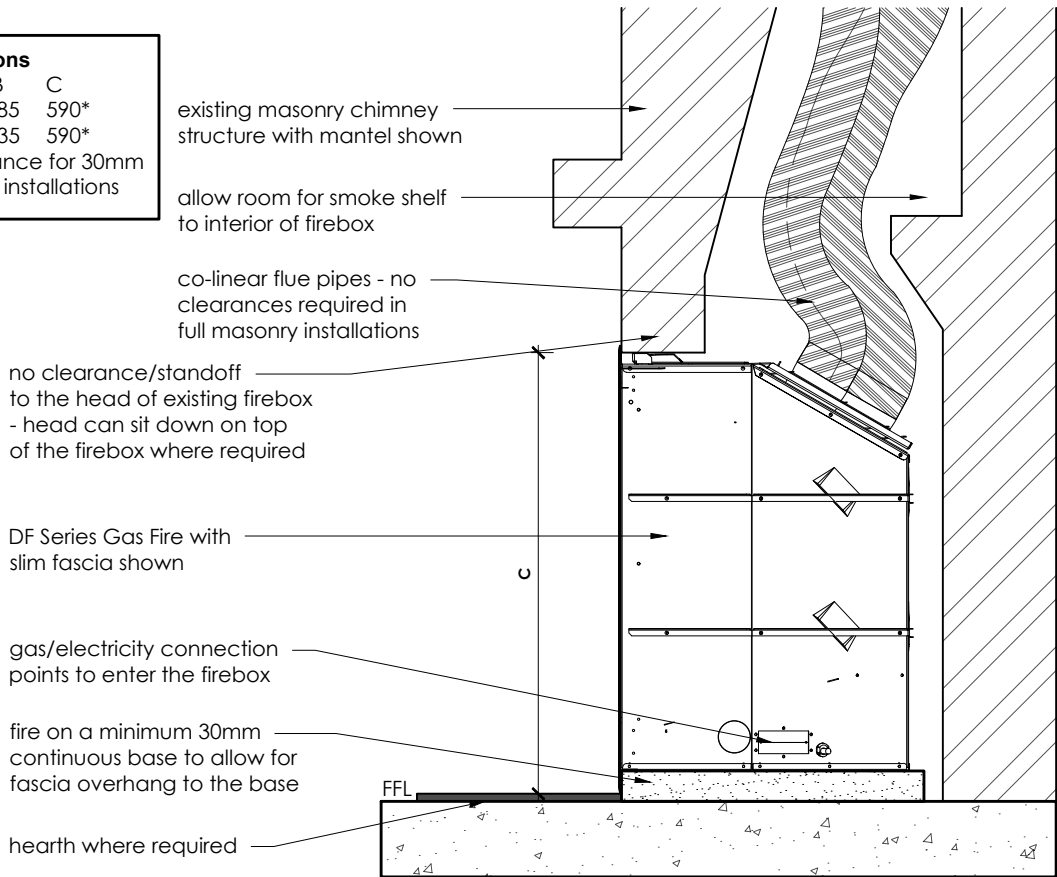 ons
C
85 590*
35 590*
ance for 30mm
installations
existing masonry chimney
structure with mantel shown
allow room for smoke shelf
to interior of firebox
co-linear flue pipes - no
clearances required in
full masonry installations
no clearance/standoff
to the head of existing firebox
- head can sit down on top
of the firebox where required
DF Series Gas Fire with
slim fascia shown
C
gas/electricity connection
points to enter the firebox
fire on a minimum 30mm
continuous base to allow for
fascia overhang to the base
FFL
hearth where required